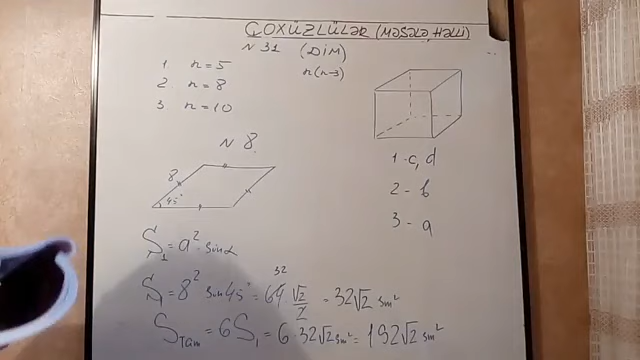 ÇOXÜZLÜLƏR (MƏSƏLƏ, HƏLLİ)
N 31 (DİM)
1 n = 5
2 n = 8
3 n = 10
n(n-3)
N 8.
8
45°
1 - c, d
2 - b
3 - a
S₁ = a² · sinα
S₁ = 8² sin45° = 64 · √2/2 = 32√2 sm²
32
Sₜₐₘ = 6S₁ = 6 · 32√2 sm² = 192√2 sm²